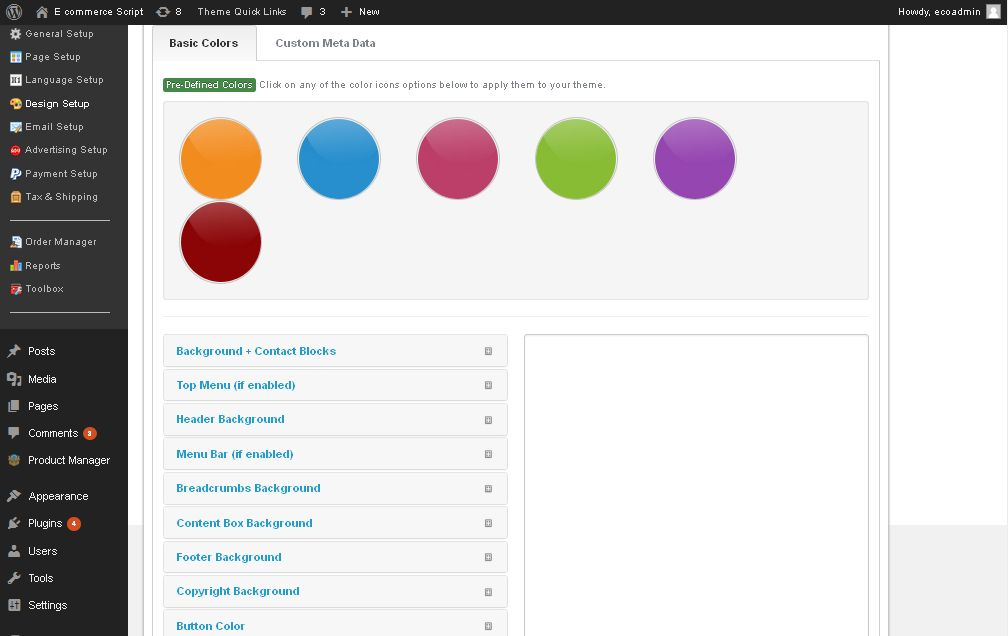 E commerce Script 8 Theme Quick Links 3 New Howdy, ecoadmin
General Setup
Page Setup
Language Setup
Design Setup
Email Setup
Advertising Setup
Payment Setup
Tax & Shipping
Order Manager
Reports
Toolbox
Posts
Media
Pages
Comments 3
Product Manager
Appearance
Plugins 4
Users
Tools
Settings
Basic Colors Custom Meta Data
Pre-Defined Colors Click on any of the color icons options below to apply them to your theme.
Background + Contact Blocks
Top Menu (if enabled)
Header Background
Menu Bar (if enabled)
Breadcrumbs Background
Content Box Background
Footer Background
Copyright Background
Button Color